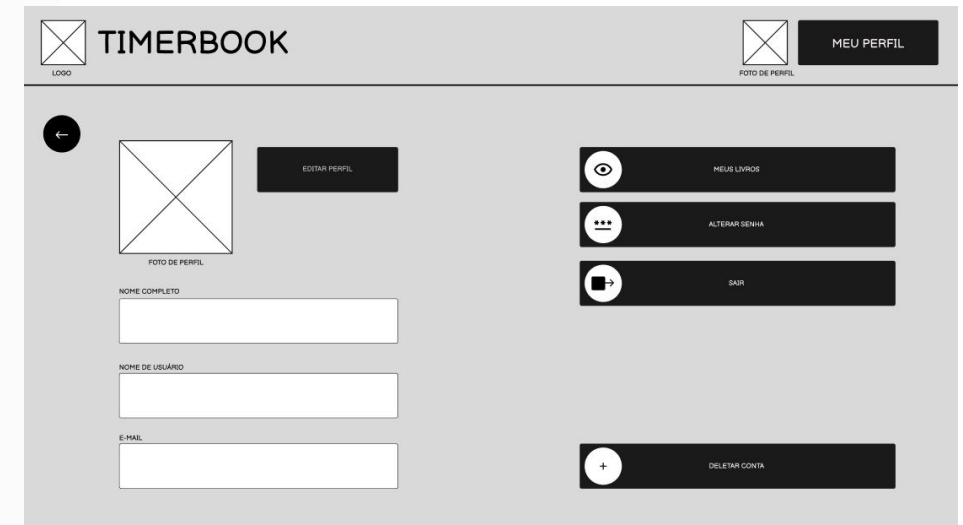 TIMERBOOK
LOGO
FOTO DE PERFIL
MEU PERFIL
FOTO DE PERFIL
EDITAR PERFIL
NOME COMPLETO
NOME DE USUÁRIO
E-MAIL
MEUS LIVROS
***
ALTERAR SENHA
SAIR
+
DELETAR CONTA